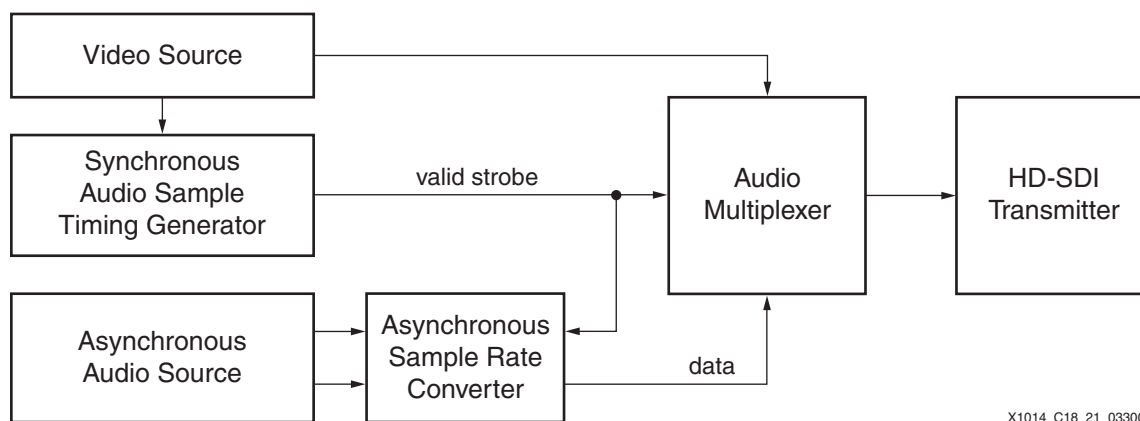 Video Source
Synchronous
Audio Sample
Timing Generator
valid strobe
Audio
Multiplexer
HD-SDI
Transmitter
Asynchronous
Audio Source
Asynchronous
Sample Rate
Converter
data